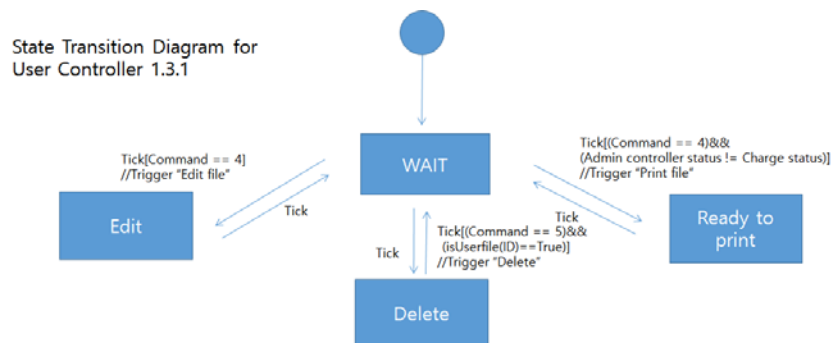 State Transition Diagram for
User Controller 1.3.1
Tick[Command == 4]
//Trigger "Edit file"
WAIT
Tick[(Command == 4)&&
(Admin controller status != Charge status)]
//Trigger "Print file"
Edit
Tick
Tick
Ready to
print
Tick
Tick[(Command == 5)&&
(isUserfile(ID)==True)]
//Trigger "Delete"
Delete